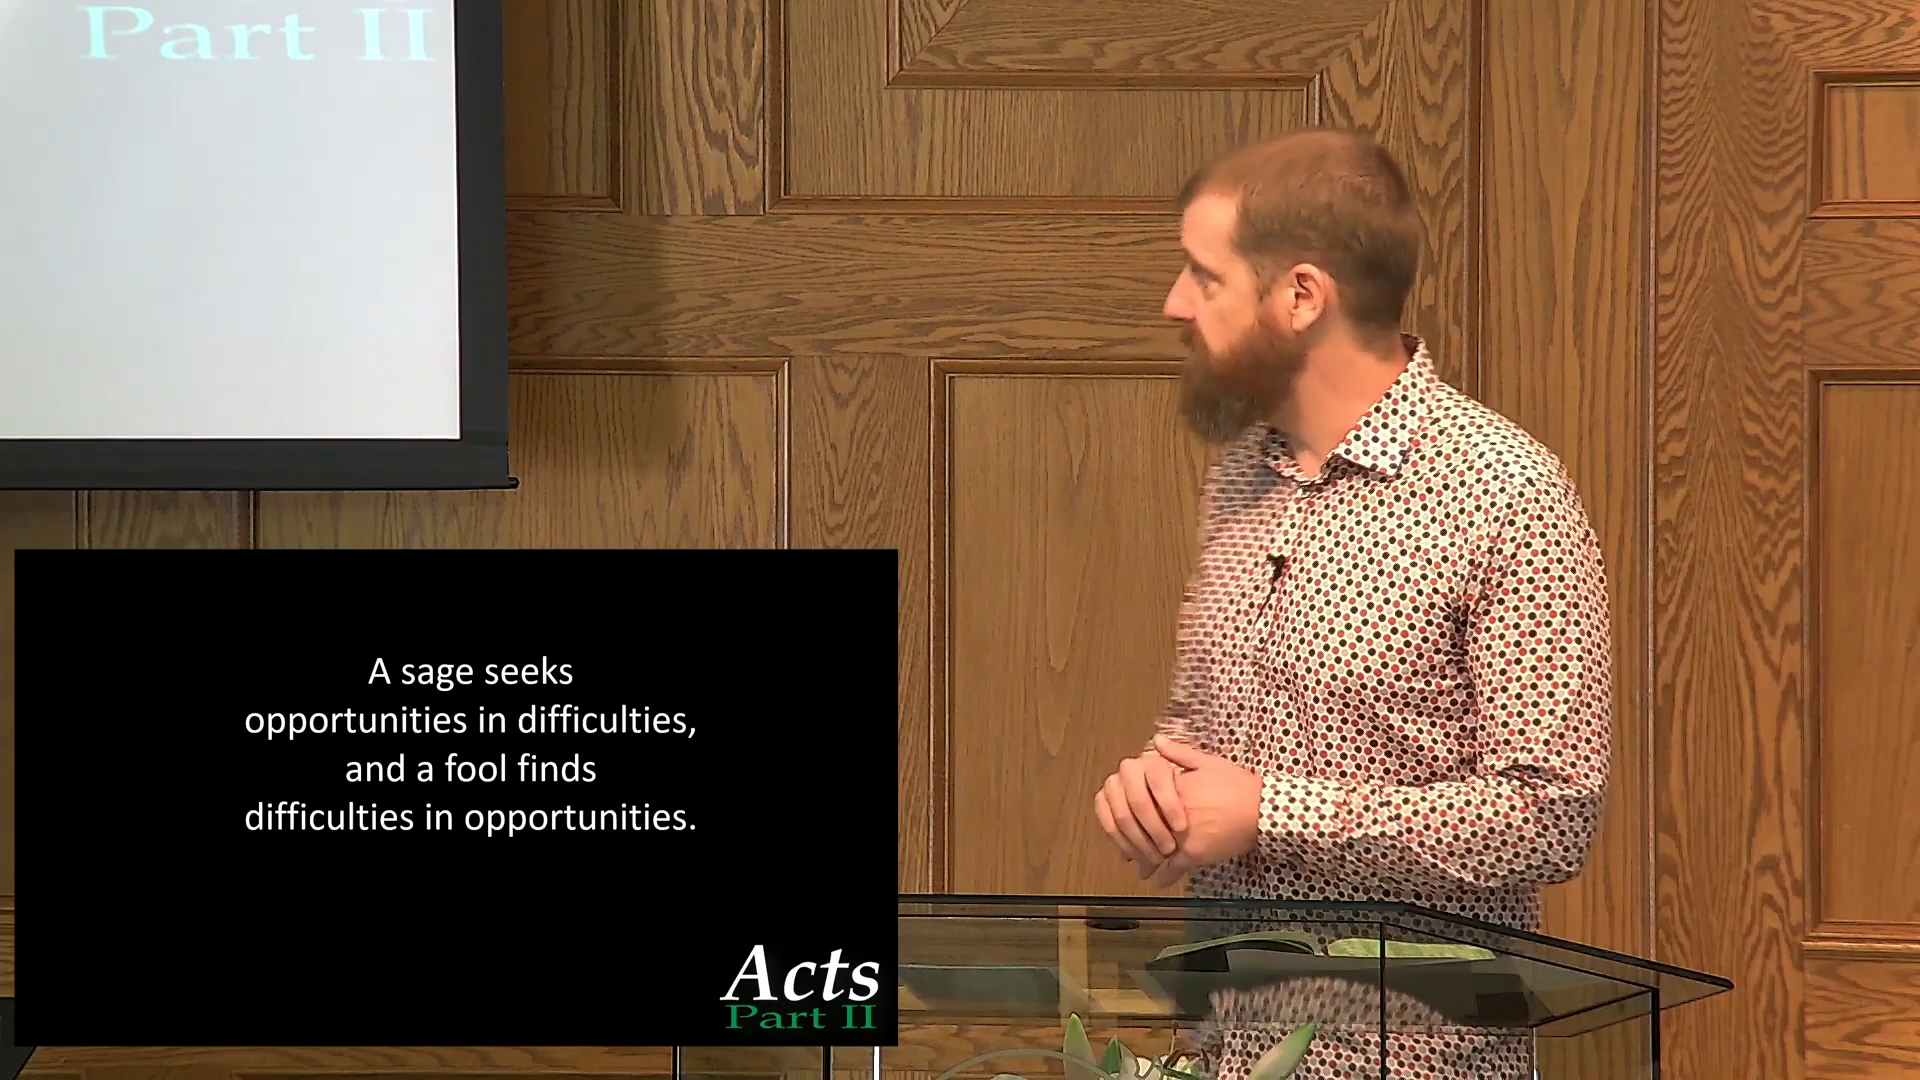 Part II
A sage seeks
opportunities in difficulties,
and a fool finds
difficulties in opportunities.
Acts
Part II